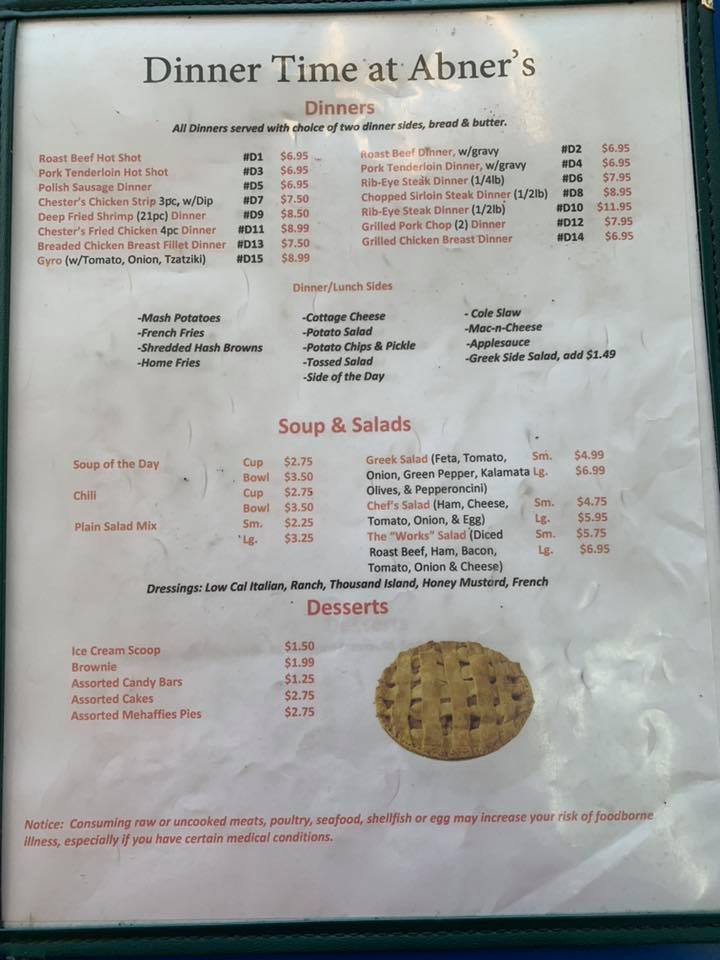 Dinner Time at Abner's
Dinners
All Dinners served with choice of two dinner sides, bread & butter.
Roast Beef Hot Shot #D1 $6.95
Pork Tenderloin Hot Shot #D3 $6.95
Polish Sausage Dinner #D5 $6.95
Chester's Chicken Strip 3pc, w/Dip #D7 $7.50
Deep Fried Shrimp (21pc) Dinner #D9 $8.50
Chester's Fried Chicken 4pc Dinner #D11 $8.99
Breaded Chicken Breast Fillet Dinner #D13 $7.50
Gyro (w/Tomato, Onion, Tzatziki) #D15 $8.99
Roast Beef Dinner, w/gravy #D2 $6.95
Pork Tenderloin Dinner, w/gravy #D4 $6.95
Rib-Eye Steak Dinner (1/4lb) #D6 $7.95
Chopped Sirloin Steak Dinner (1/2lb) #D8 $8.95
Rib-Eye Steak Dinner (1/2lb) #D10 $11.95
Grilled Pork Chop (2) Dinner #D12 $7.95
Grilled Chicken Breast Dinner #D14 $6.95
Dinner/Lunch Sides
-Mash Potatoes
-French Fries
-Shredded Hash Browns
-Home Fries
-Cottage Cheese
-Potato Salad
-Potato Chips & Pickle
-Tossed Salad
-Side of the Day
- Cole Slaw
-Mac-n-Cheese
-Applesauce
-Greek Side Salad, add $1.49
Soup & Salads
Soup of the Day Cup $2.75
Bowl $3.50
Chili Cup $2.75
Bowl $3.50
Plain Salad Mix Sm. $2.25
Lg. $3.25
Greek Salad (Feta, Tomato, Sm. $4.99
Onion, Green Pepper, Kalamata Lg. $6.99
Olives, & Pepperoncini)
Chef's Salad (Ham, Cheese, Sm. $4.75
Tomato, Onion, & Egg) Lg. $5.95
The "Works" Salad (Diced Sm. $5.75
Roast Beef, Ham, Bacon, Lg. $6.95
Tomato, Onion & Cheese)
Dressings: Low Cal Italian, Ranch, Thousand Island, Honey Mustard, French
Desserts
Ice Cream Scoop $1.50
Brownie $1.99
Assorted Candy Bars $1.25
Assorted Cakes $2.75
Assorted Mehaffies Pies $2.75
Notice: Consuming raw or uncooked meats, poultry, seafood, shellfish or egg may increase your risk of foodborne
illness, especially if you have certain medical conditions.